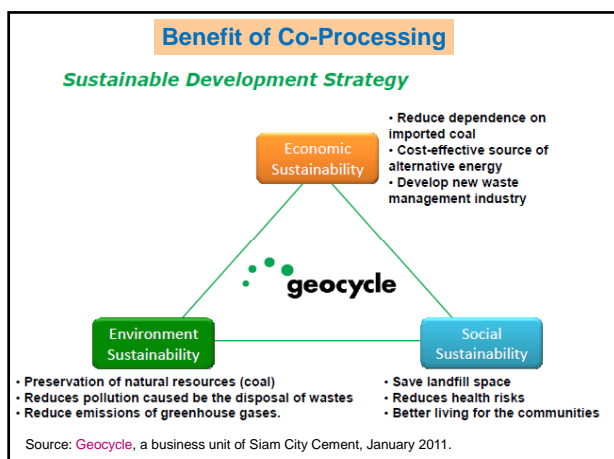 Benefit of Co-Processing
Sustainable Development Strategy
Economic
Sustainability
• Reduce dependence on
imported coal
• Cost-effective source of
alternative energy
• Develop new waste
management industry
geocycle
Environment
Sustainability
Social
Sustainability
• Preservation of natural resources (coal)
• Reduces pollution caused be the disposal of wastes
• Reduce emissions of greenhouse gases.
• Save landfill space
• Reduces health risks
• Better living for the communities
Source: Geocycle, a business unit of Siam City Cement, January 2011.